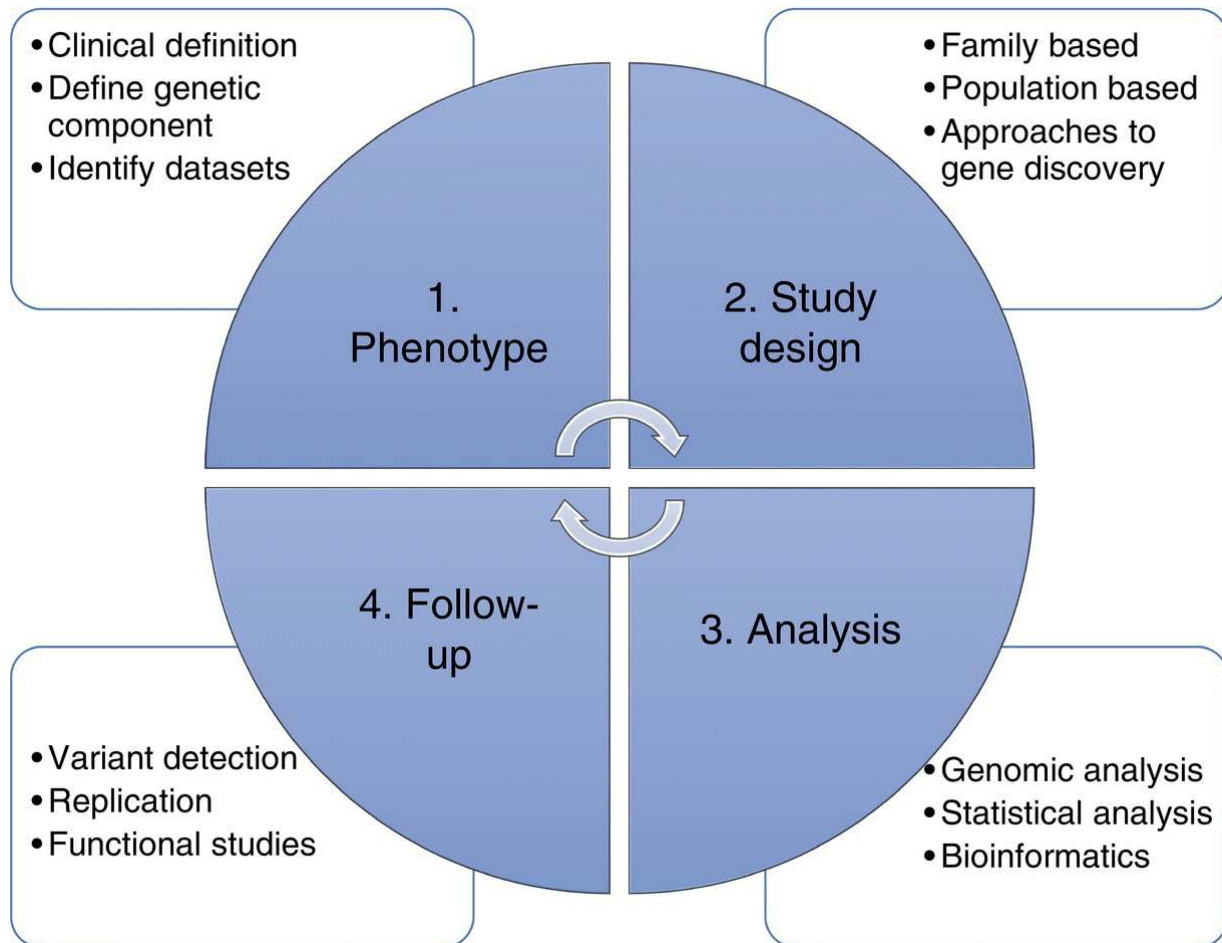 • Clinical definition
• Define genetic
component
• Identify datasets
• Family based
• Population based
• Approaches to
gene discovery
1.
Phenotype
2. Study
design
4. Follow-
up
3. Analysis
• Variant detection
• Replication
• Functional studies
• Genomic analysis
• Statistical analysis
• Bioinformatics